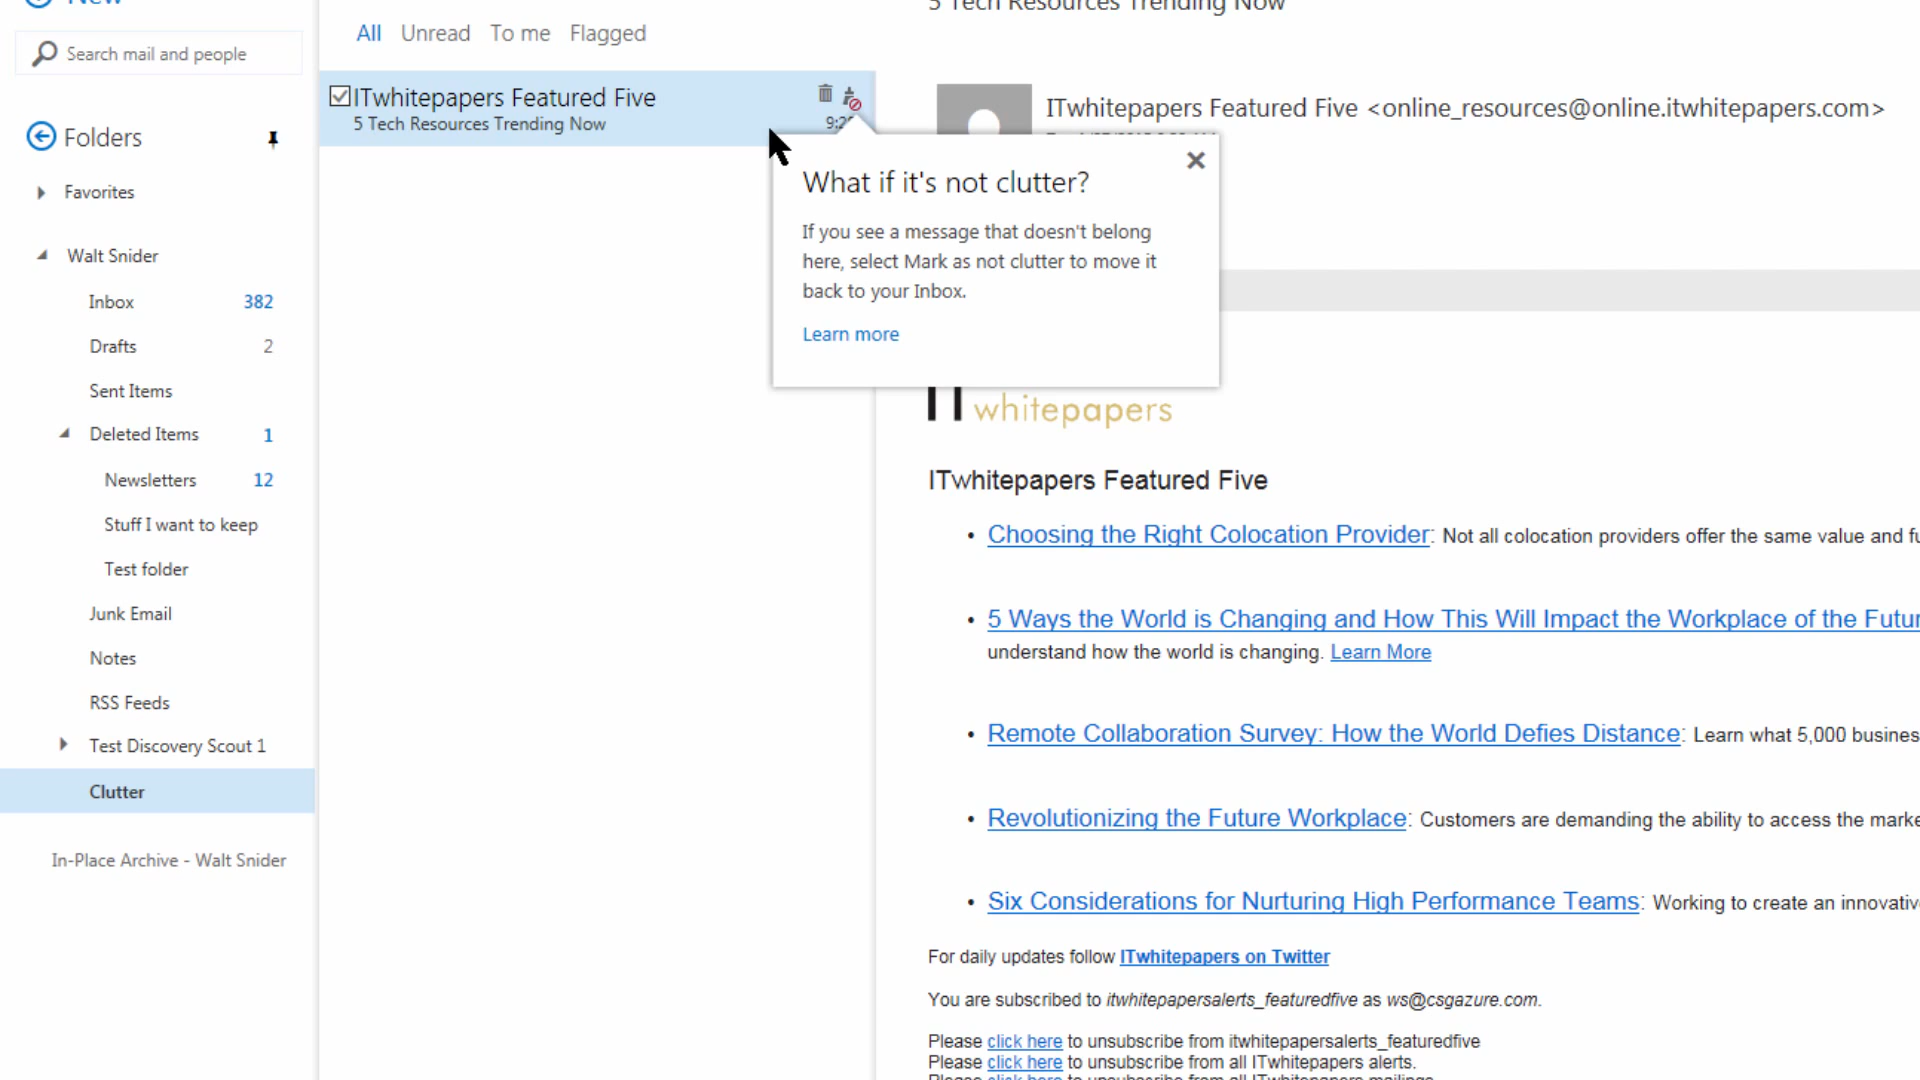 New
Search mail and people
Folders
Favorites
Walt Snider
Inbox 382
Drafts 2
Sent Items
Deleted Items 1
Newsletters 12
Stuff I want to keep
Test folder
Junk Email
Notes
RSS Feeds
Test Discovery Scout 1
Clutter
In-Place Archive - Walt Snider
All Unread To me Flagged
ITwhitepapers Featured Five
5 Tech Resources Trending Now
What if it's not clutter?
If you see a message that doesn't belong
here, select Mark as not clutter to move it
back to your Inbox.
Learn more
5 Tech Resources Trending Now
ITwhitepapers Featured Five <online_resources@online.itwhitepapers.com>
IT whitepapers
ITwhitepapers Featured Five
• Choosing the Right Colocation Provider: Not all colocation providers offer the same value and
• 5 Ways the World is Changing and How This Will Impact the Workplace of the
understand how the world is changing. Learn More
• Remote Collaboration Survey: How the World Defies Distance: Learn what 5,000
• Revolutionizing the Future Workplace: Customers are demanding the ability to access the
• Six Considerations for Nurturing High Performance Teams: Working to create an
For daily updates follow ITwhitepapers on Twitter
You are subscribed to itwhitepapersalerts_featuredfive as ws@csgazure.com.
Please click here to unsubscribe from itwhitepapersalerts_featuredfive
Please click here to unsubscribe from all ITwhitepapers alerts.